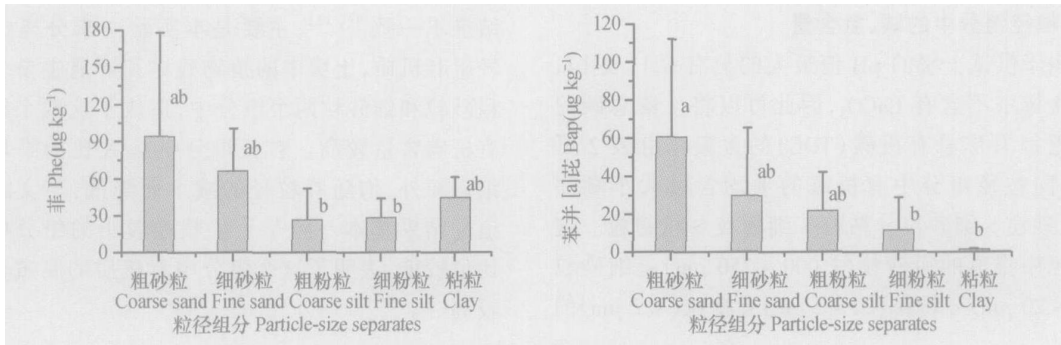 菲 Phe(μg kg⁻¹)
180
150
120
90
60
30
0
ab
ab
b
b
ab
粗砂粒 细砂粒 粗粉粒 细粉粒 粘粒
Coarse sand Fine sand Coarse silt Fine silt Clay
粒径组分 Particle-size separates
苯并 [a]芘 Bap(μg kg⁻¹)
120
100
80
60
40
20
0
a
ab
ab
b
b
粗砂粒 细砂粒 粗粉粒 细粉粒 粘粒
Coarse sand Fine sand Coarse silt Fine silt Clay
粒径组分 Particle-size separates